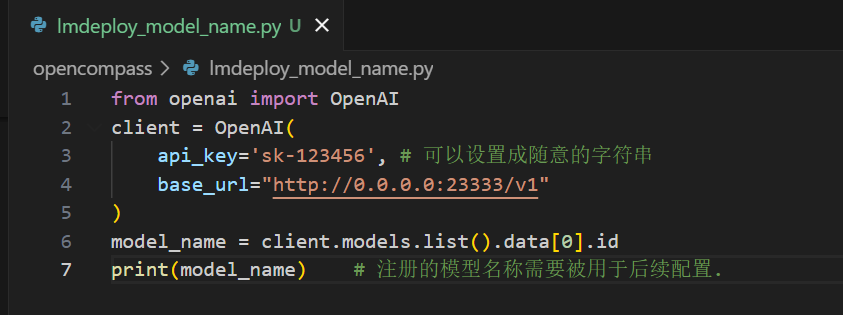 lmdeploy_model_name.py U ×
opencompass > lmdeploy_model_name.py
1 from openai import OpenAI
2 client = OpenAI(
3     api_key='sk-123456', # 可以设置成随意的字符串
4     base_url="http://0.0.0.0:23333/v1"
5 )
6 model_name = client.models.list().data[0].id
7 print(model_name)    # 注册的模型名称需要被用于后续配置.